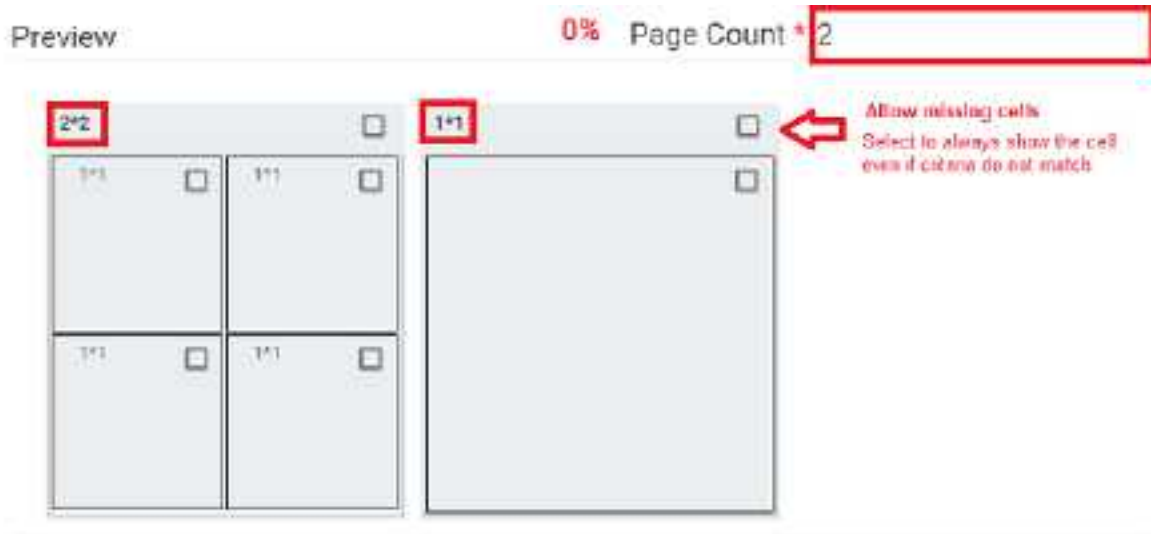 Preview
0%
Page Count * 2
2*2
1*1
Allow missing cells
Select to always show the cell
even if criteria do not match
1*1
1*1
1*1
1*1